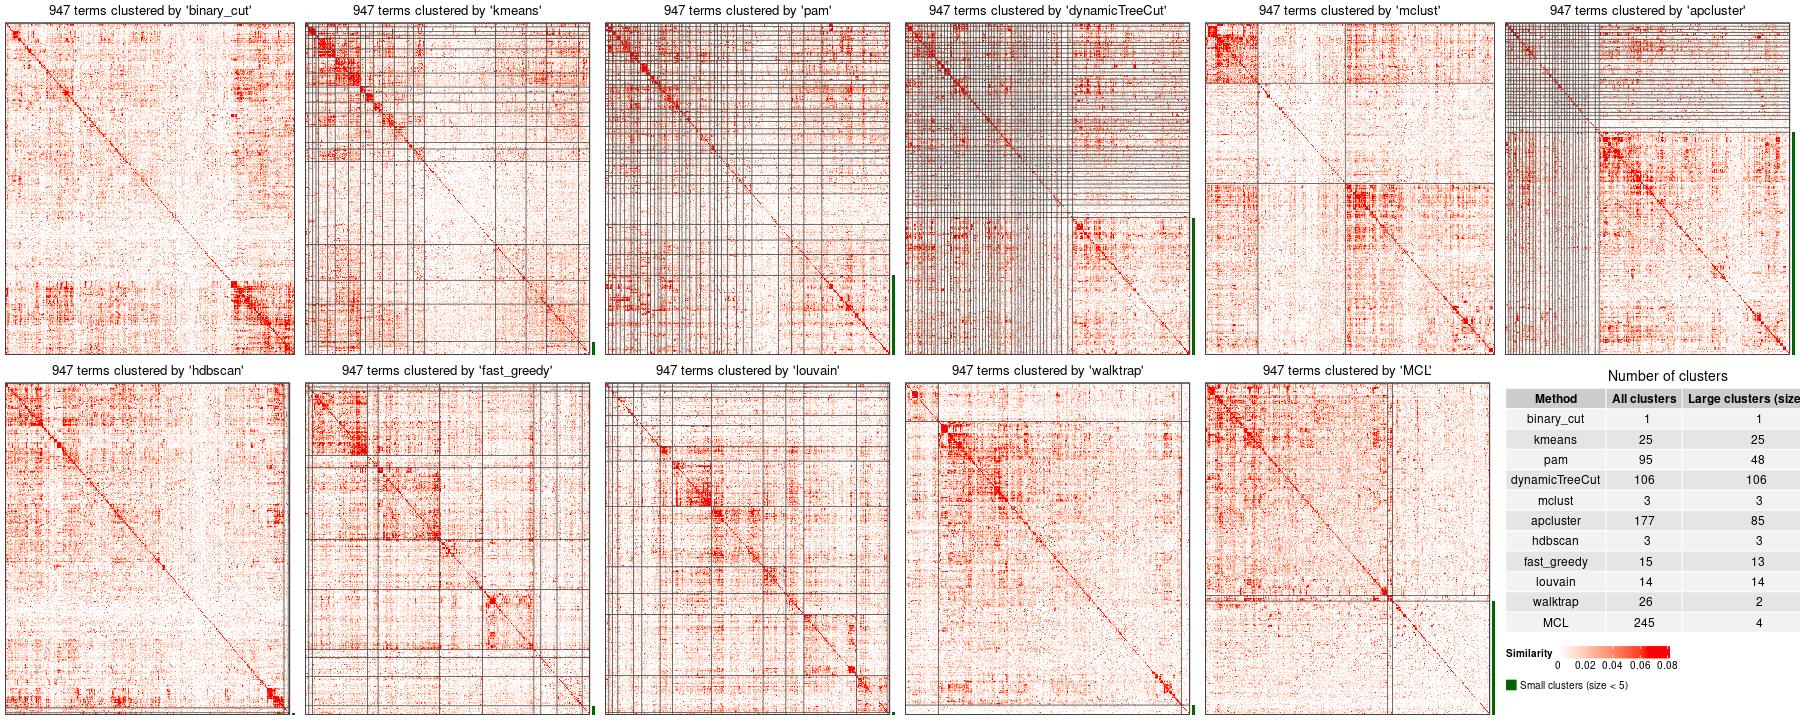 947 terms clustered by 'binary_cut'
947 terms clustered by 'kmeans'
947 terms clustered by 'pam'
947 terms clustered by 'dynamicTreeCut'
947 terms clustered by 'mclust'
947 terms clustered by 'apcluster'
947 terms clustered by 'hdbscan'
947 terms clustered by 'fast_greedy'
947 terms clustered by 'louvain'
947 terms clustered by 'walktrap'
947 terms clustered by 'MCL'
Number of clusters
Method All clusters Large clusters (size
binary_cut 1 1
kmeans 25 25
pam 95 48
dynamicTreeCut 106 106
mclust 3 3
apcluster 177 85
hdbscan 3 3
fast_greedy 15 13
louvain 14 14
walktrap 26 2
MCL 245 4
Similarity
0 0.02 0.04 0.06 0.08
Small clusters (size < 5)